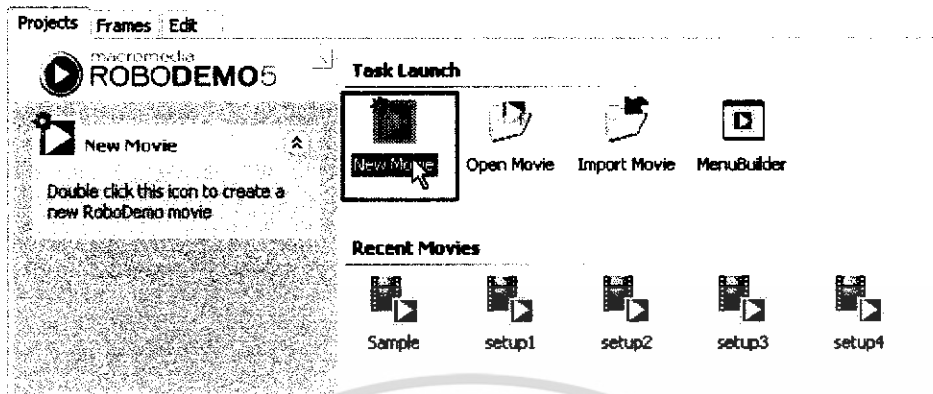 Projects Frames Edit
macromedia
ROBODEMO5
New Movie
Double click this icon to create a
new RoboDemo movie
Task Launch
New Movie Open Movie Import Movie MenuBuilder
Recent Movies
Sample setup1 setup2 setup3 setup4